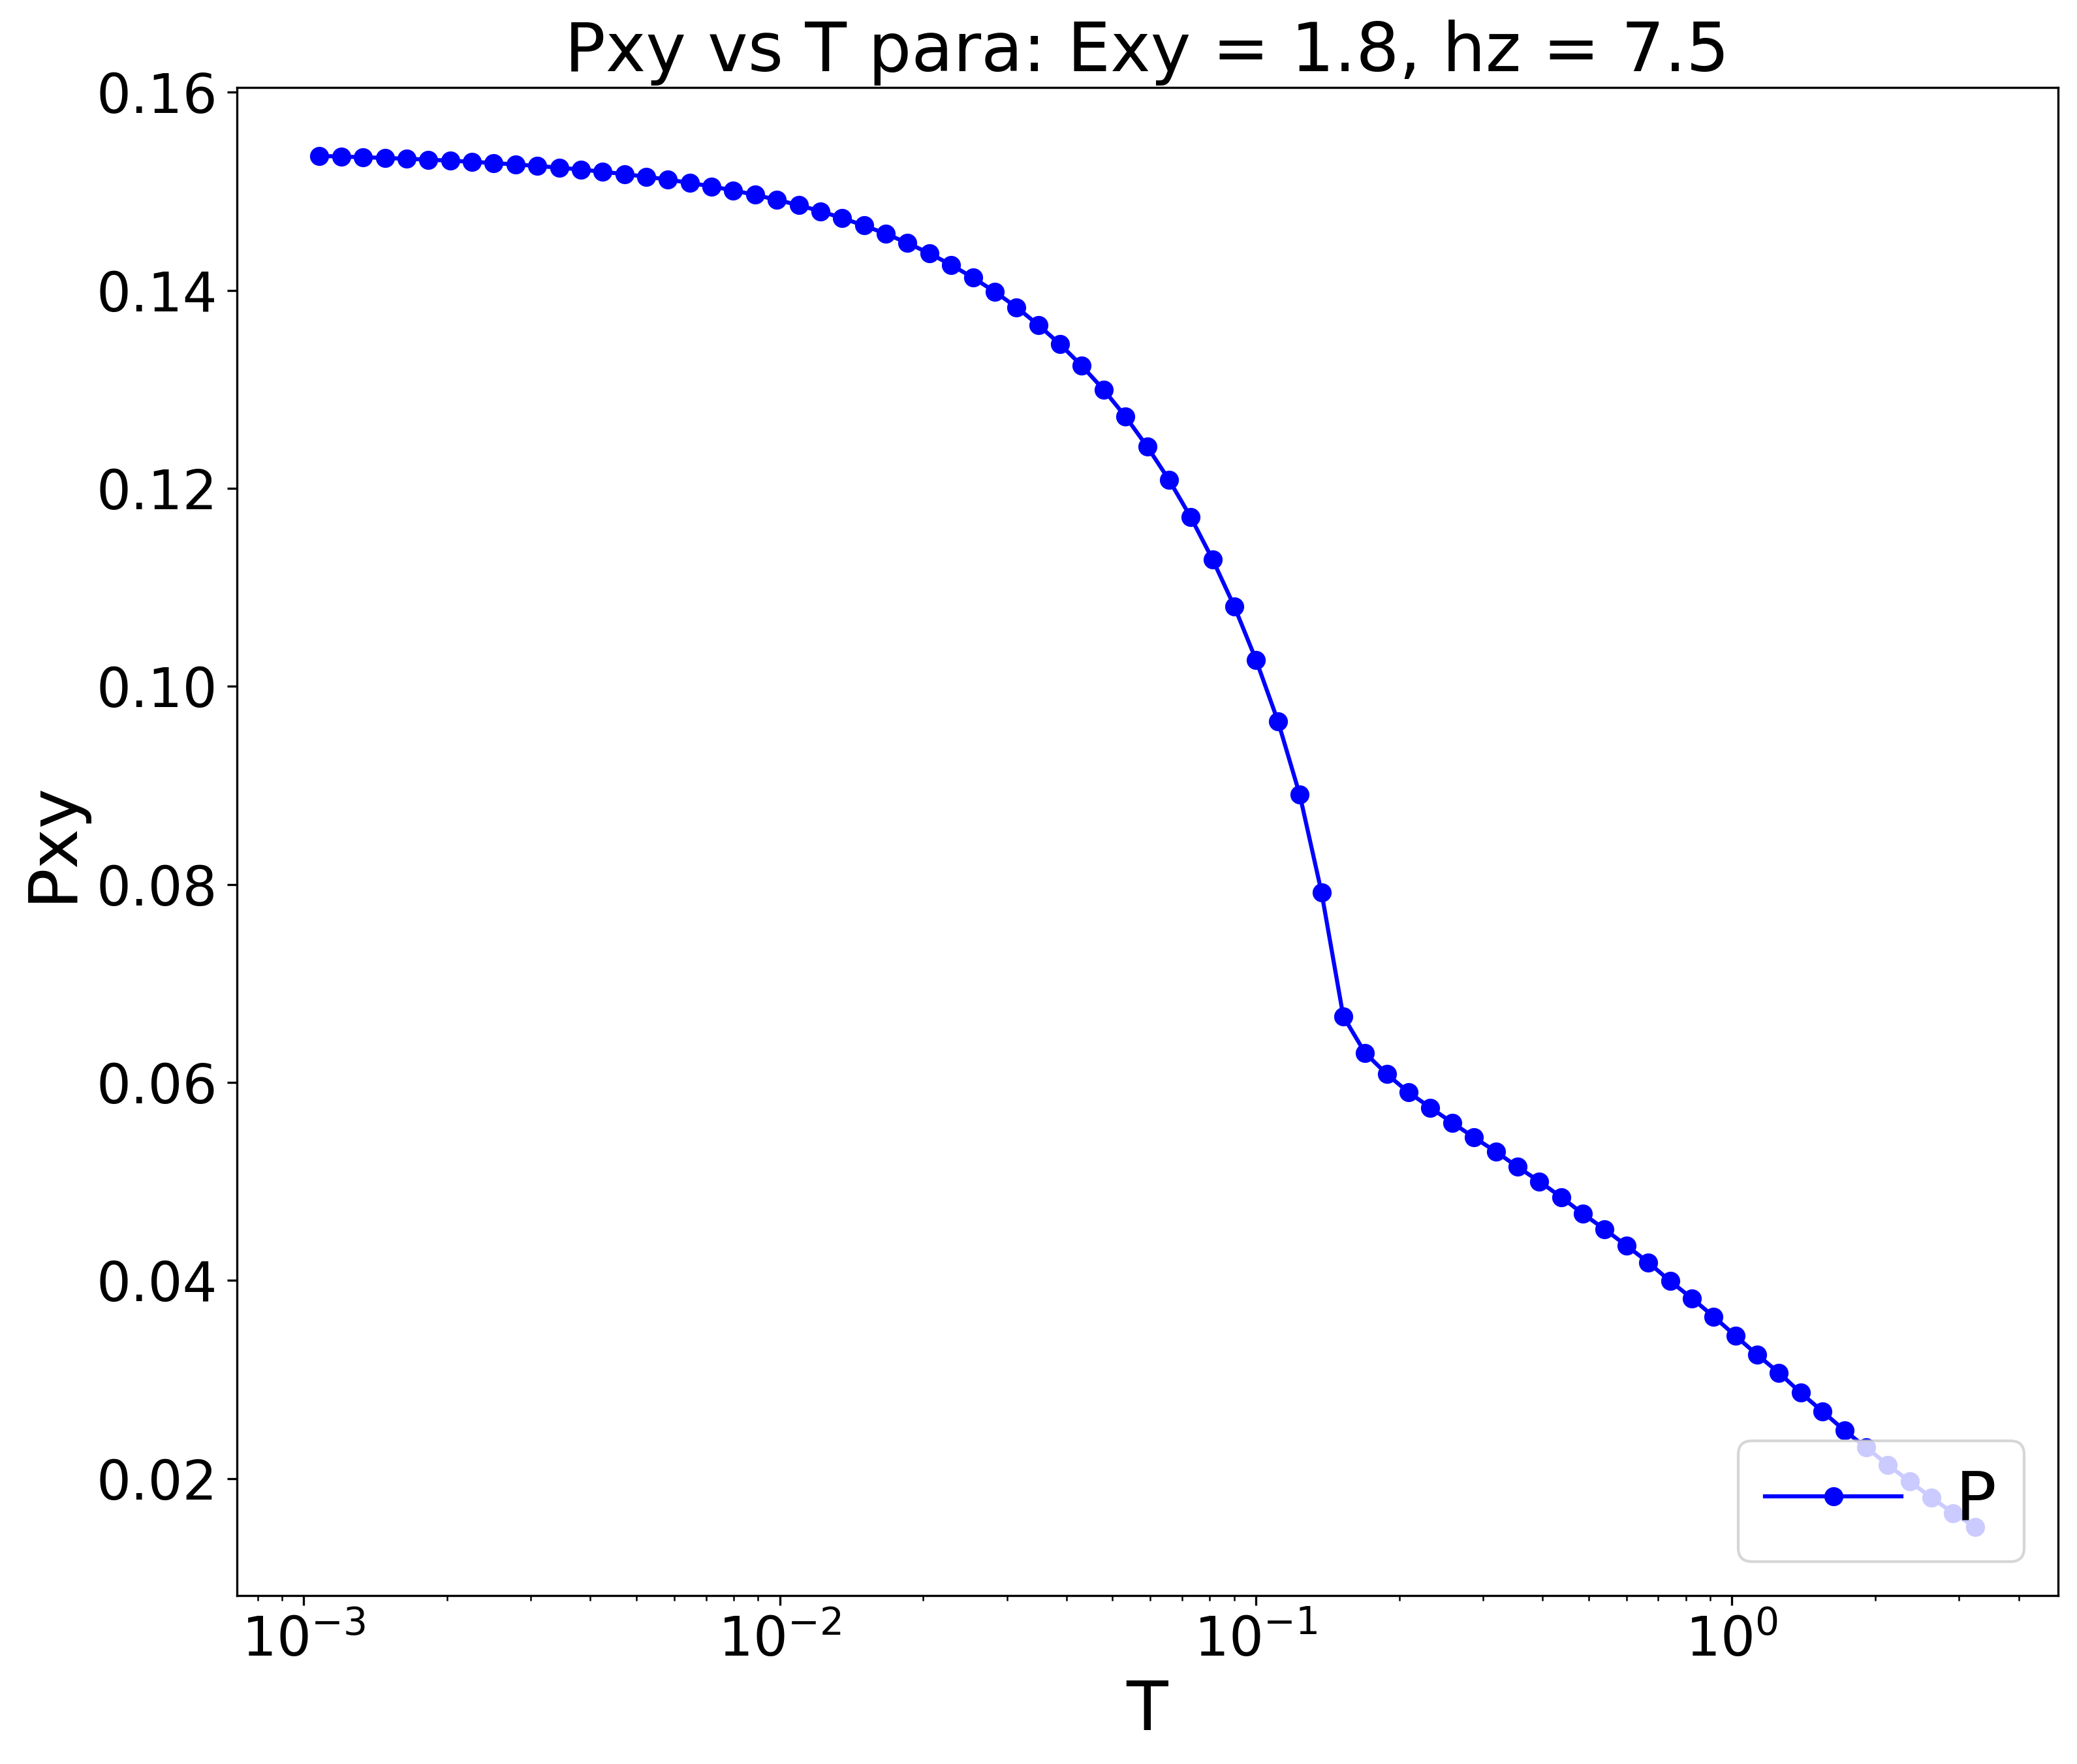 Pxy vs T para: Exy = 1.8, hz = 7.5
Pxy
0.16
0.14
0.12
0.10
0.08
0.06
0.04
0.02
P
10⁻³ 10⁻² 10⁻¹ 10⁰
T